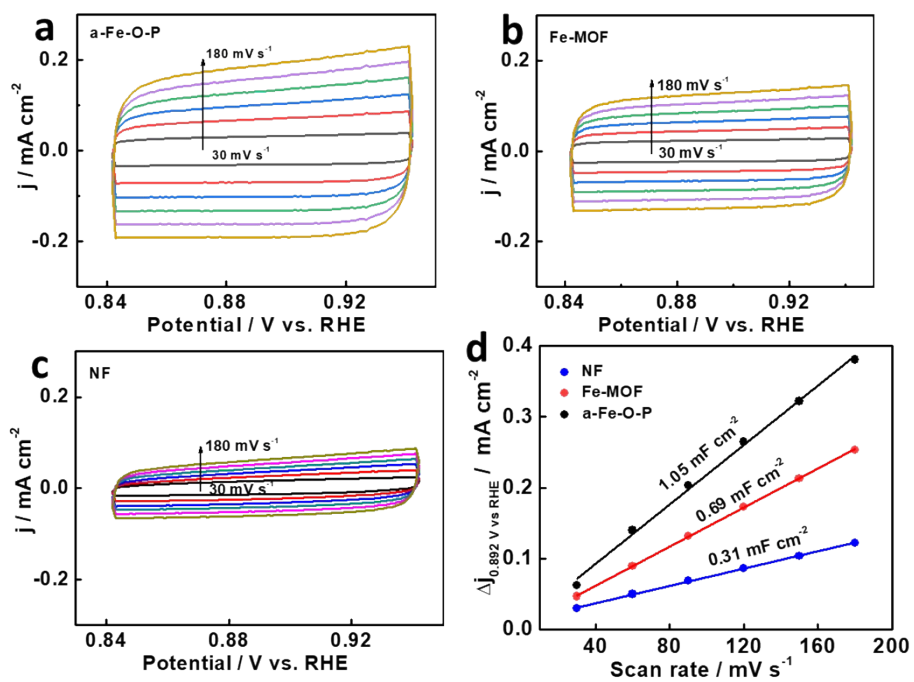 a
a-Fe-O-P
180 mV s⁻¹
30 mV s⁻¹
j / mA cm⁻²
0.2
0.0
-0.2
0.84
0.88
0.92
Potential / V vs. RHE
b
Fe-MOF
180 mV s⁻¹
30 mV s⁻¹
j / mA cm⁻²
0.2
0.0
-0.2
0.84
0.88
0.92
Potential / V vs. RHE
c
NF
180 mV s⁻¹
30 mV s⁻¹
j / mA cm⁻²
0.2
0.0
-0.2
0.84
0.88
0.92
Potential / V vs. RHE
d
NF
Fe-MOF
a-Fe-O-P
1.05 mF cm⁻²
0.69 mF cm⁻²
0.31 mF cm⁻²
Δj0.892 V vs RHE / mA cm⁻²
0.4
0.3
0.2
0.1
0.0
40
80
120
160
200
Scan rate / mV s⁻¹